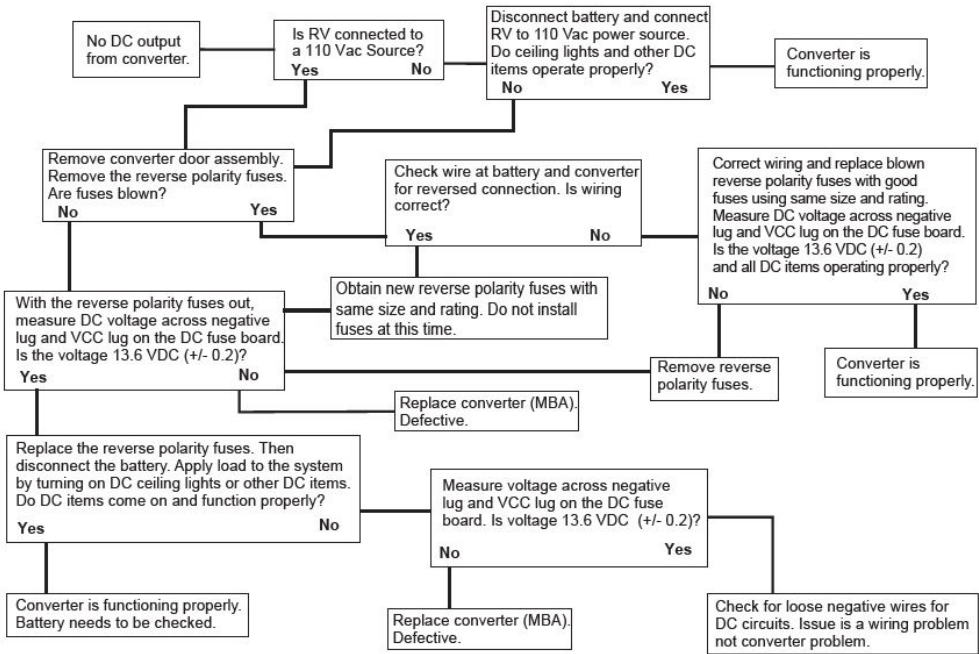 No DC output
from converter.
Is RV connected to
a 110 Vac Source?
Yes No
Disconnect battery and connect
RV to 110 Vac power source.
Do ceiling lights and other DC
items operate properly?
No Yes
Converter is
functioning properly.
Remove converter door assembly.
Remove the reverse polarity fuses.
Are fuses blown?
No Yes
Check wire at battery and converter
for reversed connection. Is wiring
correct?
Yes No
Correct wiring and replace blown
reverse polarity fuses with good
fuses using same size and rating.
Measure DC voltage across negative
lug and VCC lug on the DC fuse board.
Is the voltage 13.6 VDC (+/- 0.2)
and all DC items operating properly?
No Yes
Obtain new reverse polarity fuses with
same size and rating. Do not install
fuses at this time.
With the reverse polarity fuses out,
measure DC voltage across negative
lug and VCC lug on the DC fuse board.
Is the voltage 13.6 VDC (+/- 0.2)?
Yes No
Remove reverse
polarity fuses.
Converter is
functioning properly.
Replace converter (MBA).
Defective.
Replace the reverse polarity fuses. Then
disconnect the battery. Apply load to the system
by turning on DC ceiling lights or other DC items.
Do DC items come on and function properly?
Yes No
Measure voltage across negative
lug and VCC lug on the DC fuse
board. Is voltage 13.6 VDC (+/- 0.2)?
No Yes
Converter is functioning properly.
Battery needs to be checked.
Replace converter (MBA).
Defective.
Check for loose negative wires for
DC circuits. Issue is a wiring problem
not converter problem.